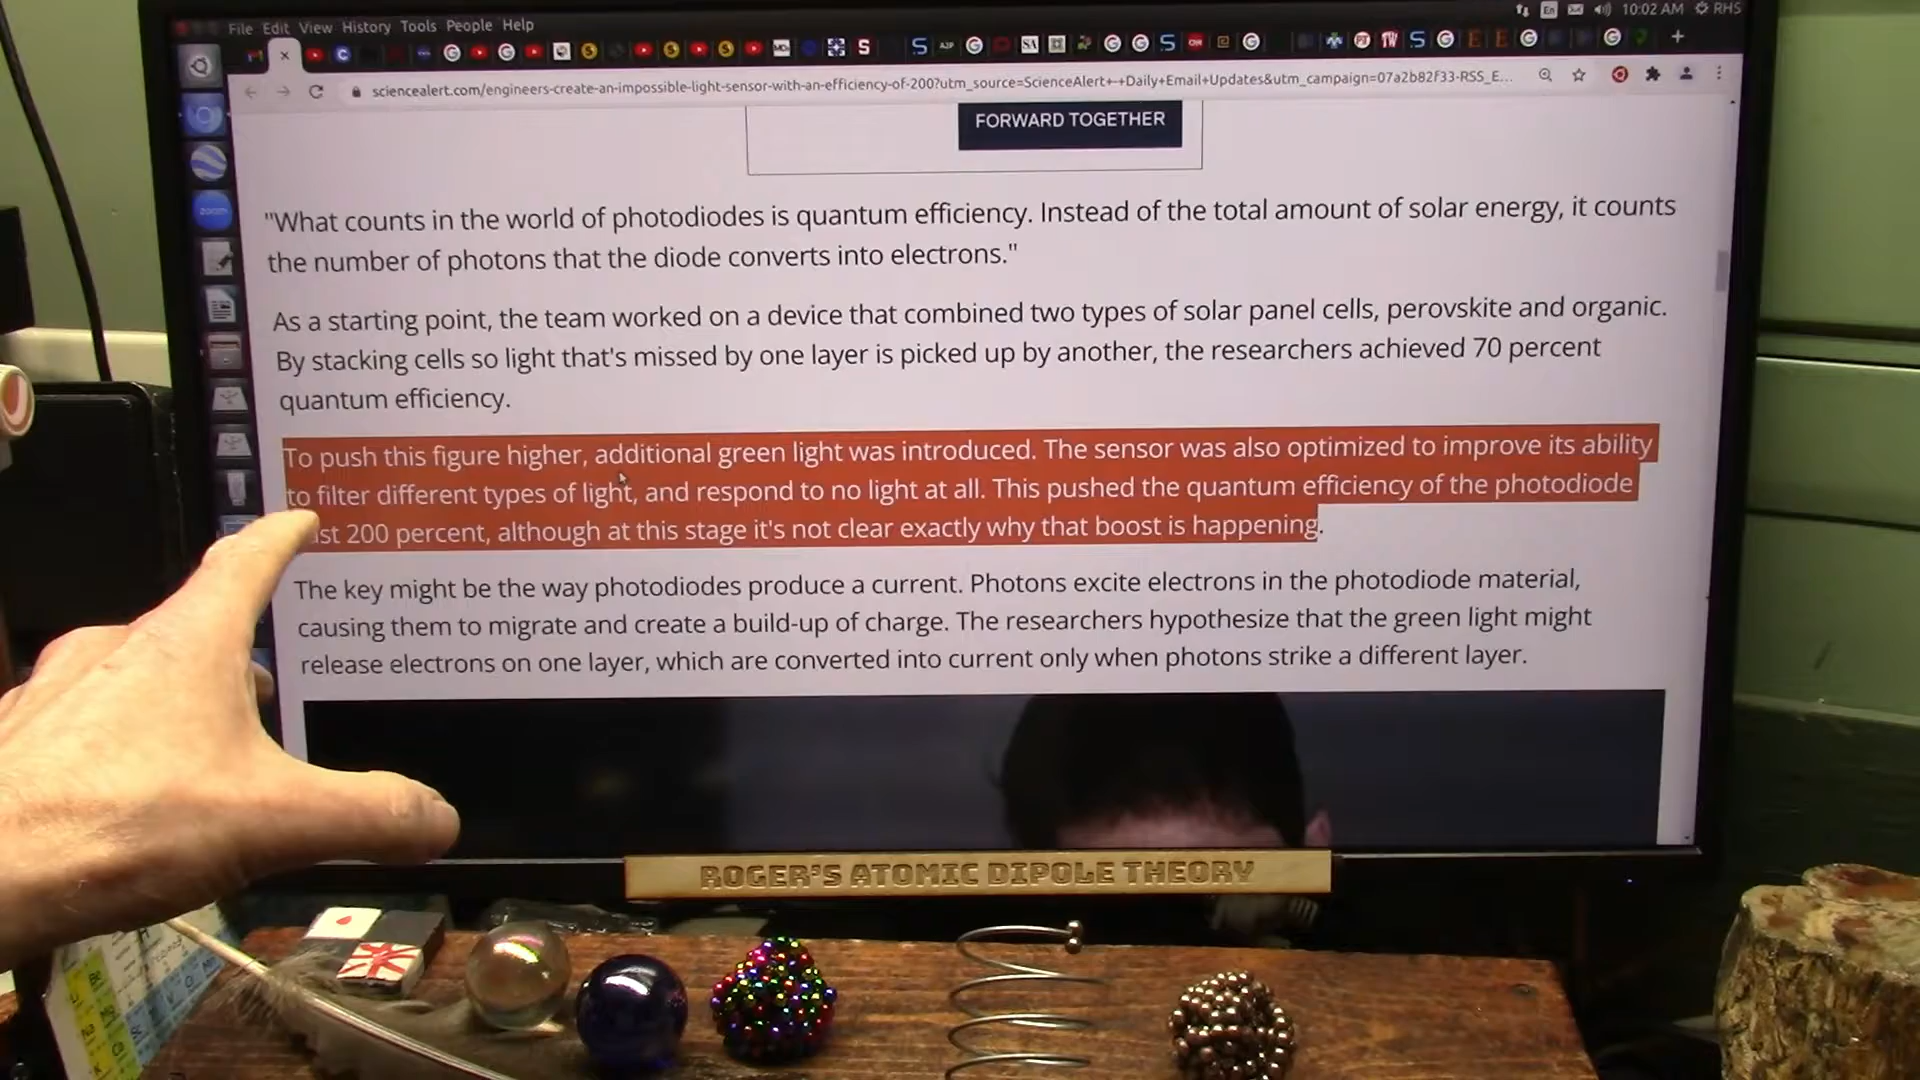 File Edit View History Tools People Help
10:02 AM RHS
sciencealert.com/engineers-create-an-impossible-light-sensor-with-an-efficiency-of-200?utm_source=ScienceAlert+-+Daily+Email+Updates&utm_campaign=07a2b82f33-RSS_E...
zoom
FORWARD TOGETHER
"What counts in the world of photodiodes is quantum efficiency. Instead of the total amount of solar energy, it counts
the number of photons that the diode converts into electrons."
As a starting point, the team worked on a device that combined two types of solar panel cells, perovskite and organic.
By stacking cells so light that's missed by one layer is picked up by another, the researchers achieved 70 percent
quantum efficiency.
To push this figure higher, additional green light was introduced. The sensor was also optimized to improve its ability
to filter different types of light, and respond to no light at all. This pushed the quantum efficiency of the photodiode
ast 200 percent, although at this stage it's not clear exactly why that boost is happening.
The key might be the way photodiodes produce a current. Photons excite electrons in the photodiode material,
causing them to migrate and create a build-up of charge. The researchers hypothesize that the green light might
release electrons on one layer, which are converted into current only when photons strike a different layer.
ROGER'S ATOMIC DIPOLE THEORY